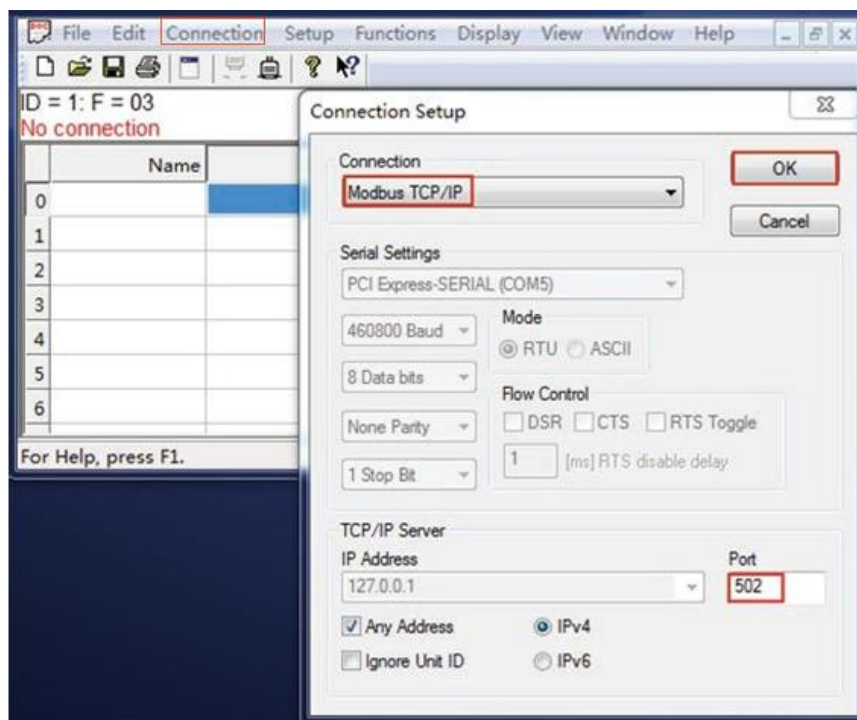 File Edit Connection Setup Functions Display View Window Help
ID = 1: F = 03
No connection
Name
0
1
2
3
4
5
6
For Help, press F1.
Connection Setup
Connection
Modbus TCP/IP
OK
Cancel
Serial Settings
PCI Express-SERIAL (COM5)
460800 Baud
Mode
RTU ASCII
8 Data bits
Flow Control
None Parity
DSR CTS RTS Toggle
1 Stop Bit
1 [ms] RTS disable delay
TCP/IP Server
IP Address
Port
127.0.0.1
502
Any Address
IPv4
Ignore Unit ID
IPv6